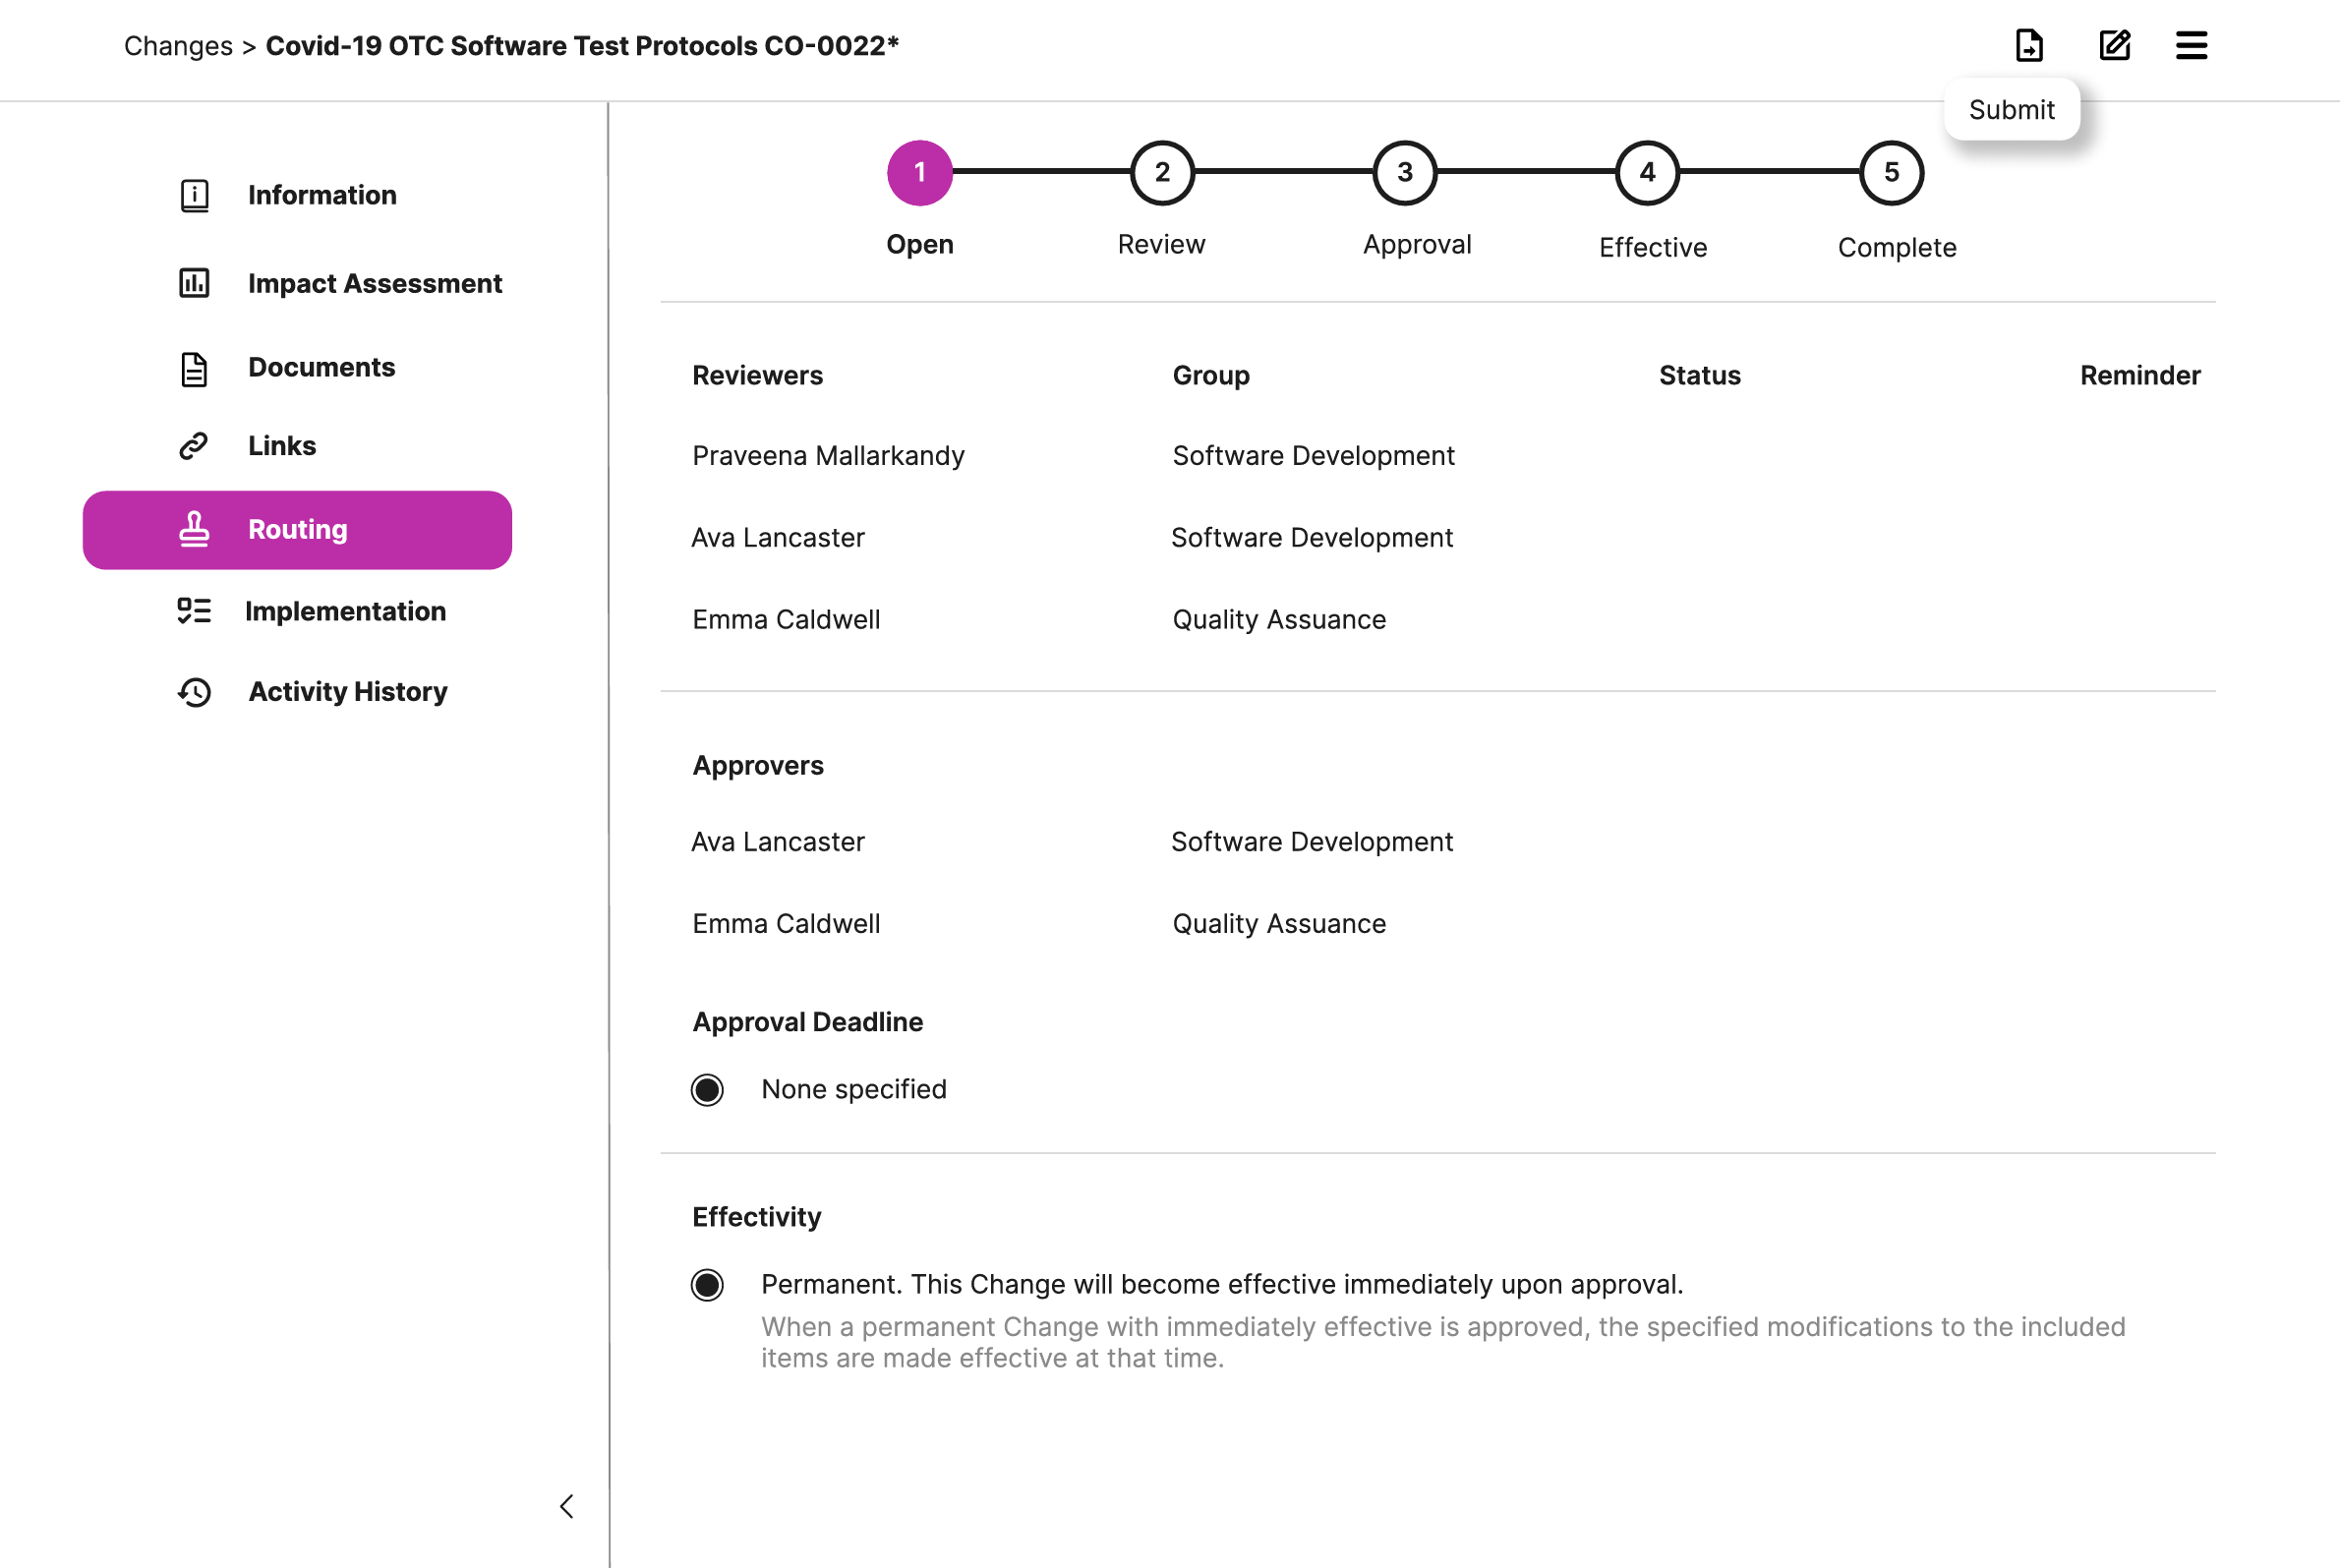 Changes > Covid-19 OTC Software Test Protocols CO-0022*
Submit
Information
Impact Assessment
Documents
Links
Routing
Implementation
Activity History
1 2 3 4 5
Open Review Approval Effective Complete
Reviewers Group Status Reminder
Praveena Mallarkandy Software Development
Ava Lancaster Software Development
Emma Caldwell Quality Assuance
Approvers
Ava Lancaster Software Development
Emma Caldwell Quality Assuance
Approval Deadline
None specified
Effectivity
Permanent. This Change will become effective immediately upon approval.
When a permanent Change with immediately effective is approved, the specified modifications to the included
items are made effective at that time.